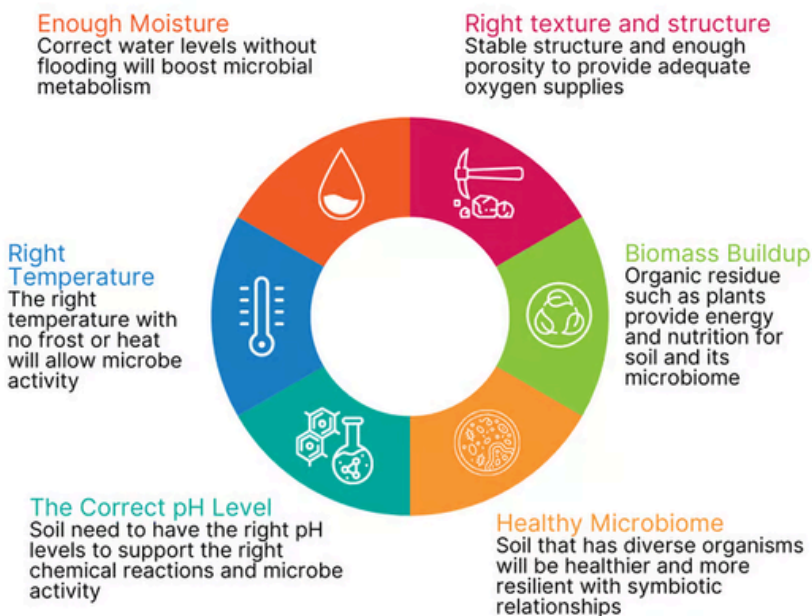 Enough Moisture
Correct water levels without
flooding will boost microbial
metabolism
Right texture and structure
Stable structure and enough
porosity to provide adequate
oxygen supplies
Right
Temperature
The right
temperature with
no frost or heat
will allow microbe
activity
Biomass Buildup
Organic residue
such as plants
provide energy
and nutrition for
soil and its
microbiome
The Correct pH Level
Soil need to have the right pH
levels to support the right
chemical reactions and microbe
activity
Healthy Microbiome
Soil that has diverse organisms
will be healthier and more
resilient with symbiotic
relationships